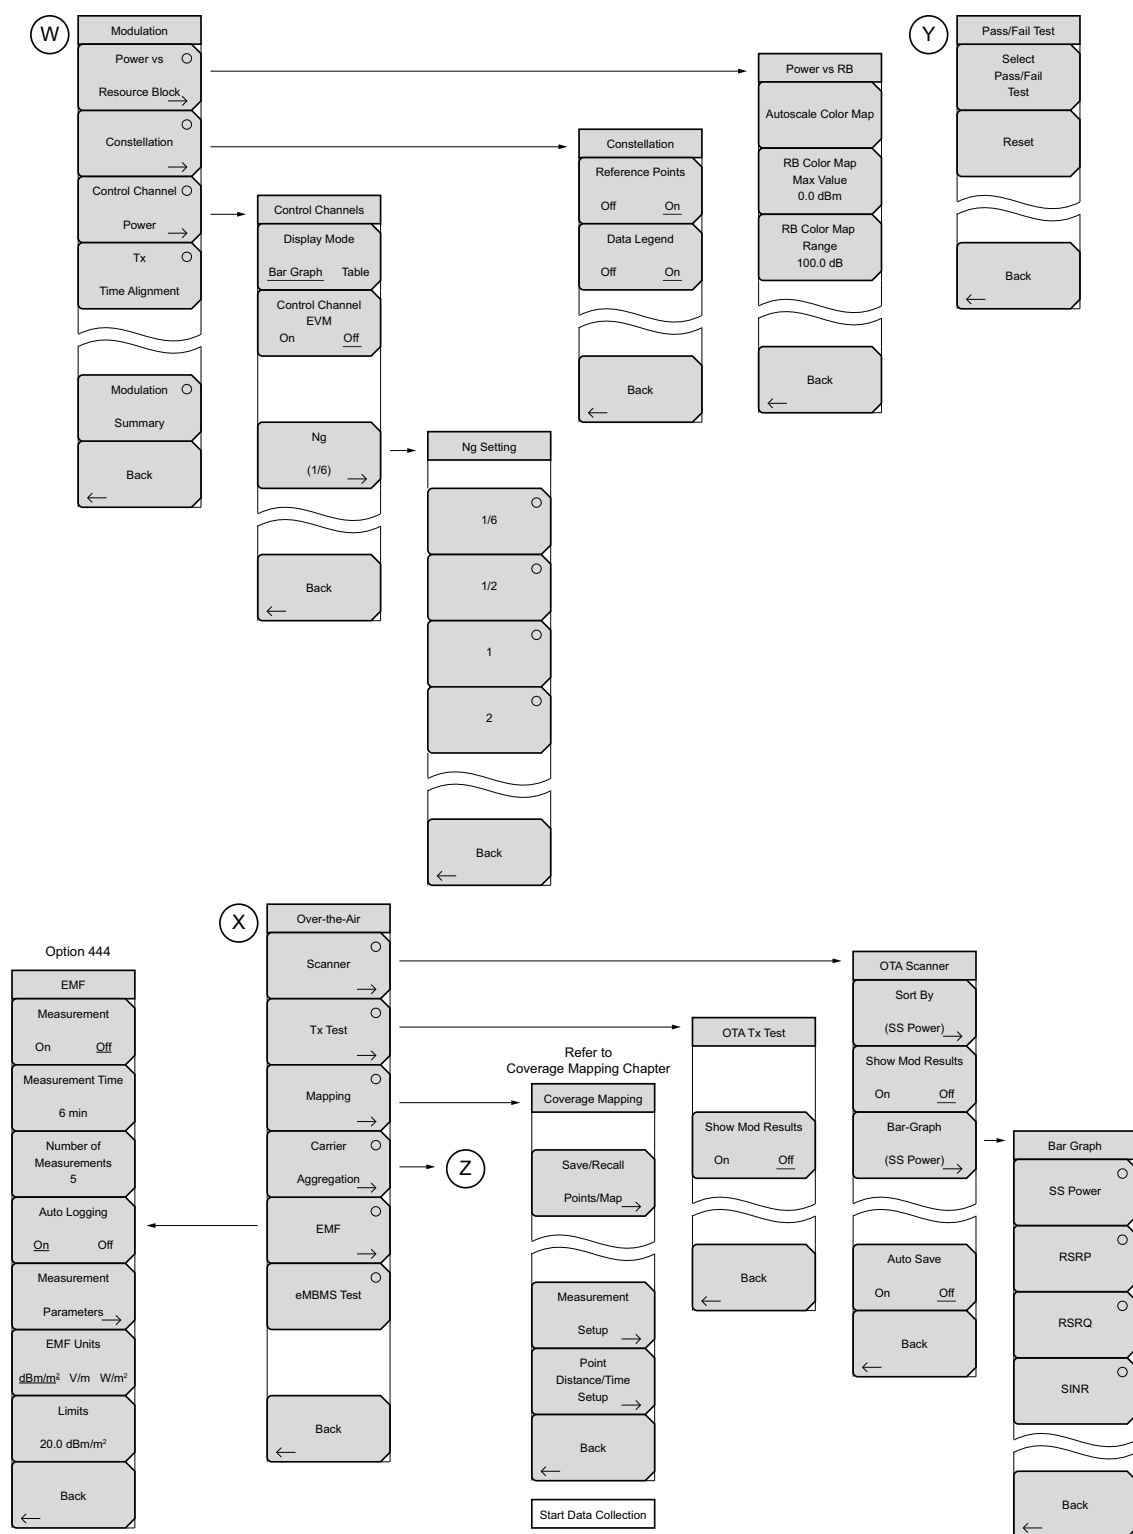 W
Modulation
Power vs
Resource Block
Constellation
Control Channel
Power
Tx
Time Alignment
Modulation
Summary
Back
Control Channels
Display Mode
Bar Graph Table
Control Channel
EVM
On Off
Ng
(1/6)
Back
Ng Setting
1/6
1/2
1
2
Back
Constellation
Reference Points
Off On
Data Legend
Off On
Back
Power vs RB
Autoscale Color Map
RB Color Map
Max Value
0.0 dBm
RB Color Map
Range
100.0 dB
Back
Y
Pass/Fail Test
Select
Pass/Fail
Test
Reset
Back
Option 444
EMF
Measurement
On Off
Measurement Time
6 min
Number of
Measurements
5
Auto Logging
On Off
Measurement
Parameters
EMF Units
dBm/m² V/m W/m²
Limits
20.0 dBm/m²
Back
X
Over-the-Air
Scanner
Tx Test
Mapping
Carrier
Aggregation
EMF
eMBMS Test
Back
Z
Refer to
Coverage Mapping Chapter
Coverage Mapping
Save/Recall
Points/Map
Measurement
Setup
Point
Distance/Time
Setup
Back
Start Data Collection
OTA Tx Test
Show Mod Results
On Off
Back
OTA Scanner
Sort By
(SS Power)
Show Mod Results
On Off
Bar-Graph
(SS Power)
Auto Save
On Off
Back
Bar Graph
SS Power
RSRP
RSRQ
SINR
Back